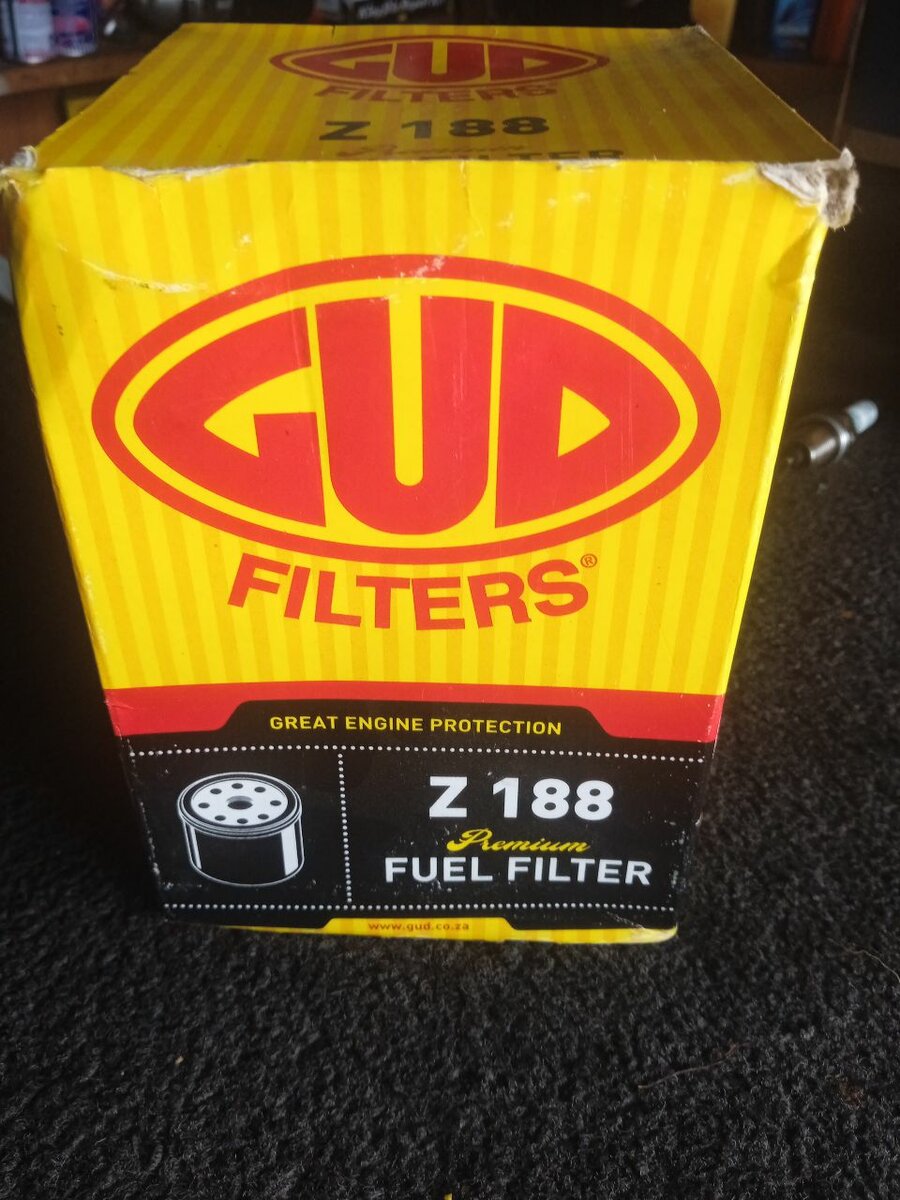 GUD
FILTERS
Z 188
GUD
FILTERS®
GREAT ENGINE PROTECTION
Z 188
Premium
FUEL FILTER
www.gud.co.za